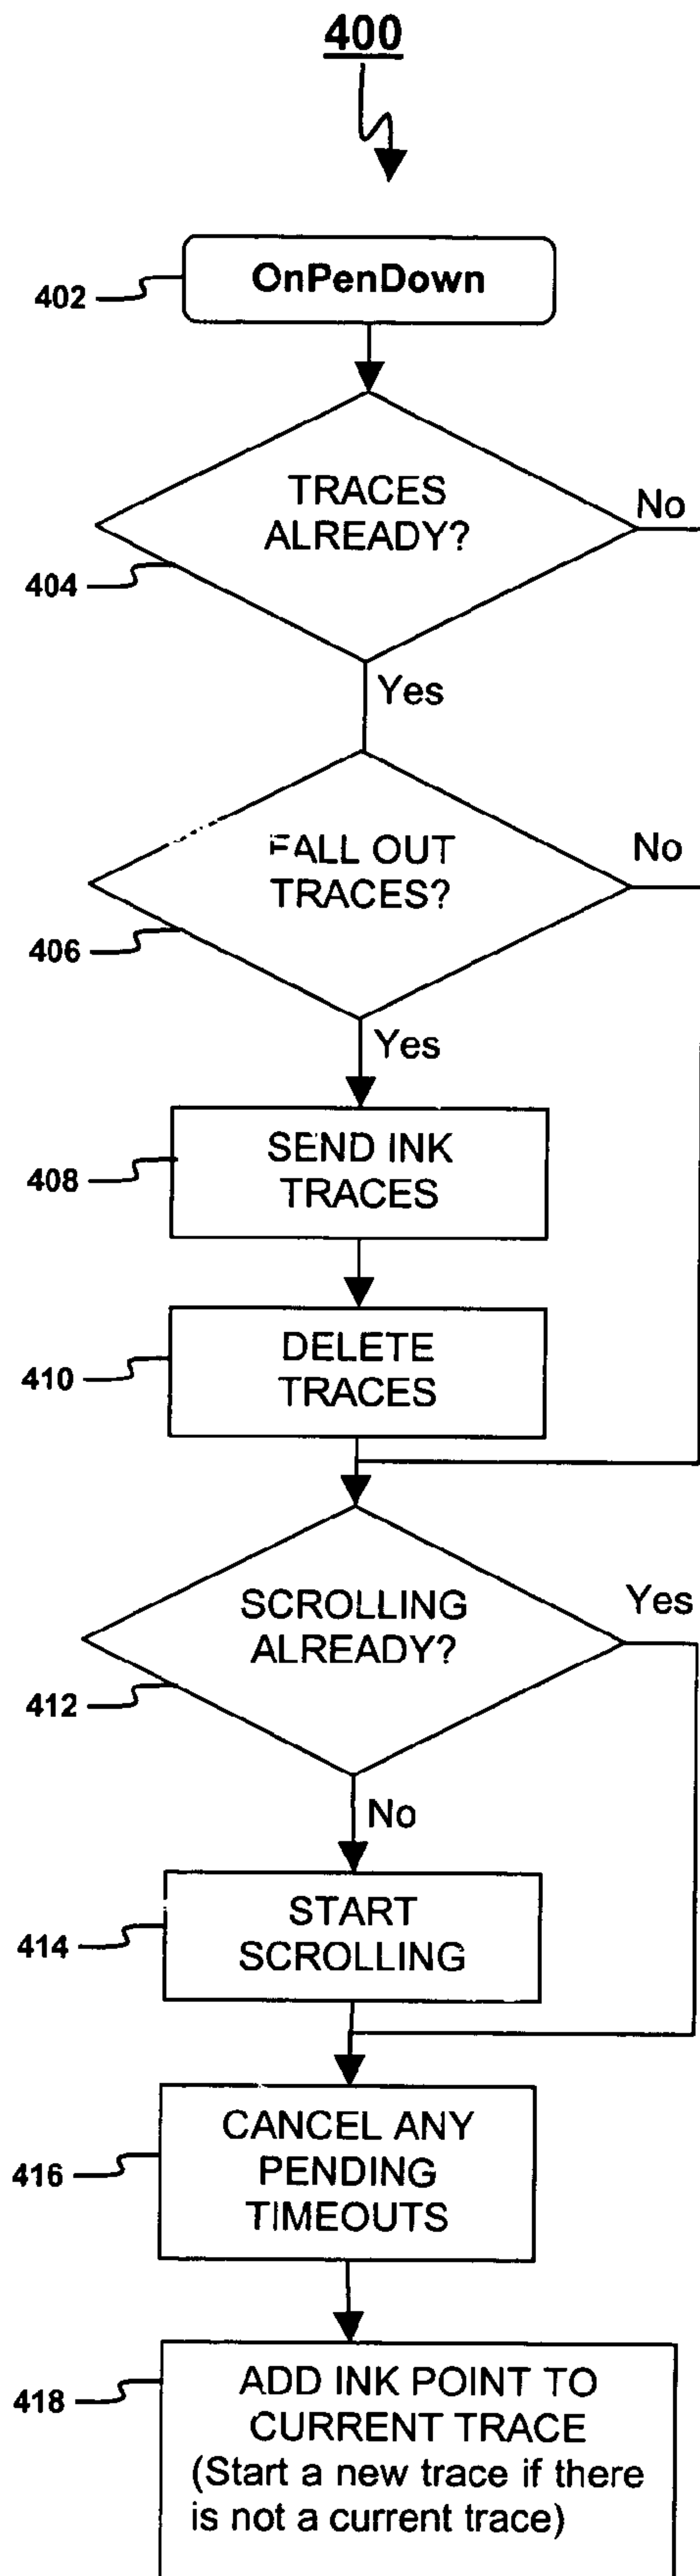 400
OnPenDown
402
TRACES
ALREADY?
No
404
Yes
FALL OUT
TRACES?
No
406
Yes
SEND INK
TRACES
408
DELETE
TRACES
410
SCROLLING
ALREADY?
Yes
412
No
START
SCROLLING
414
CANCEL ANY
PENDING
TIMEOUTS
416
ADD INK POINT TO
CURRENT TRACE
(Start a new trace if there
is not a current trace)
418